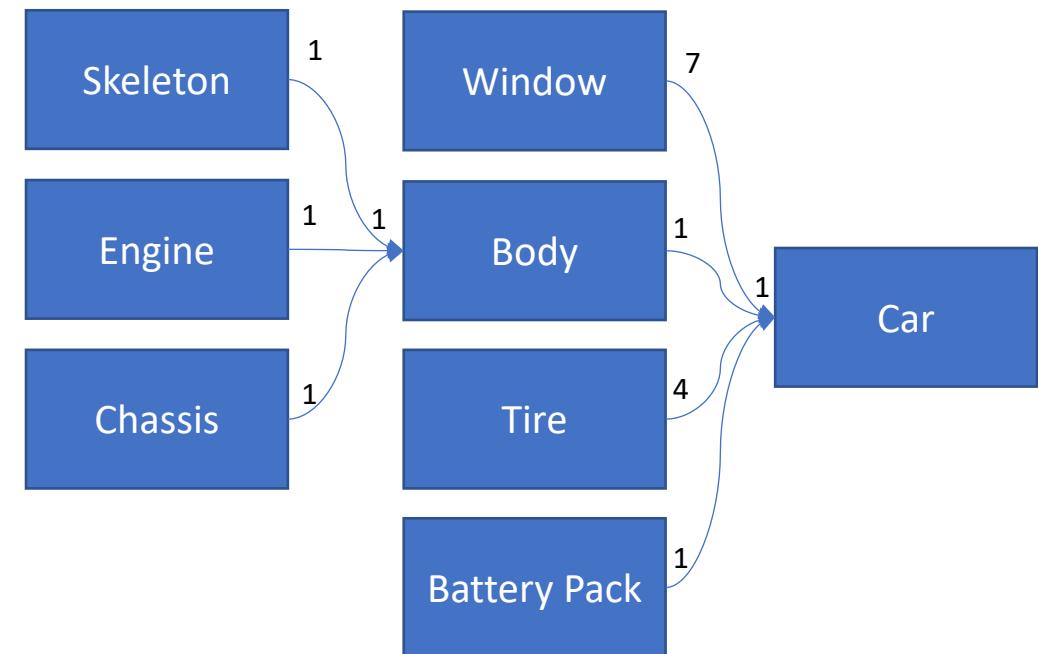 Skeleton
1
Window
7
Engine
1
1
Body
1
1
Car
Chassis
1
Tire
4
Battery Pack
1